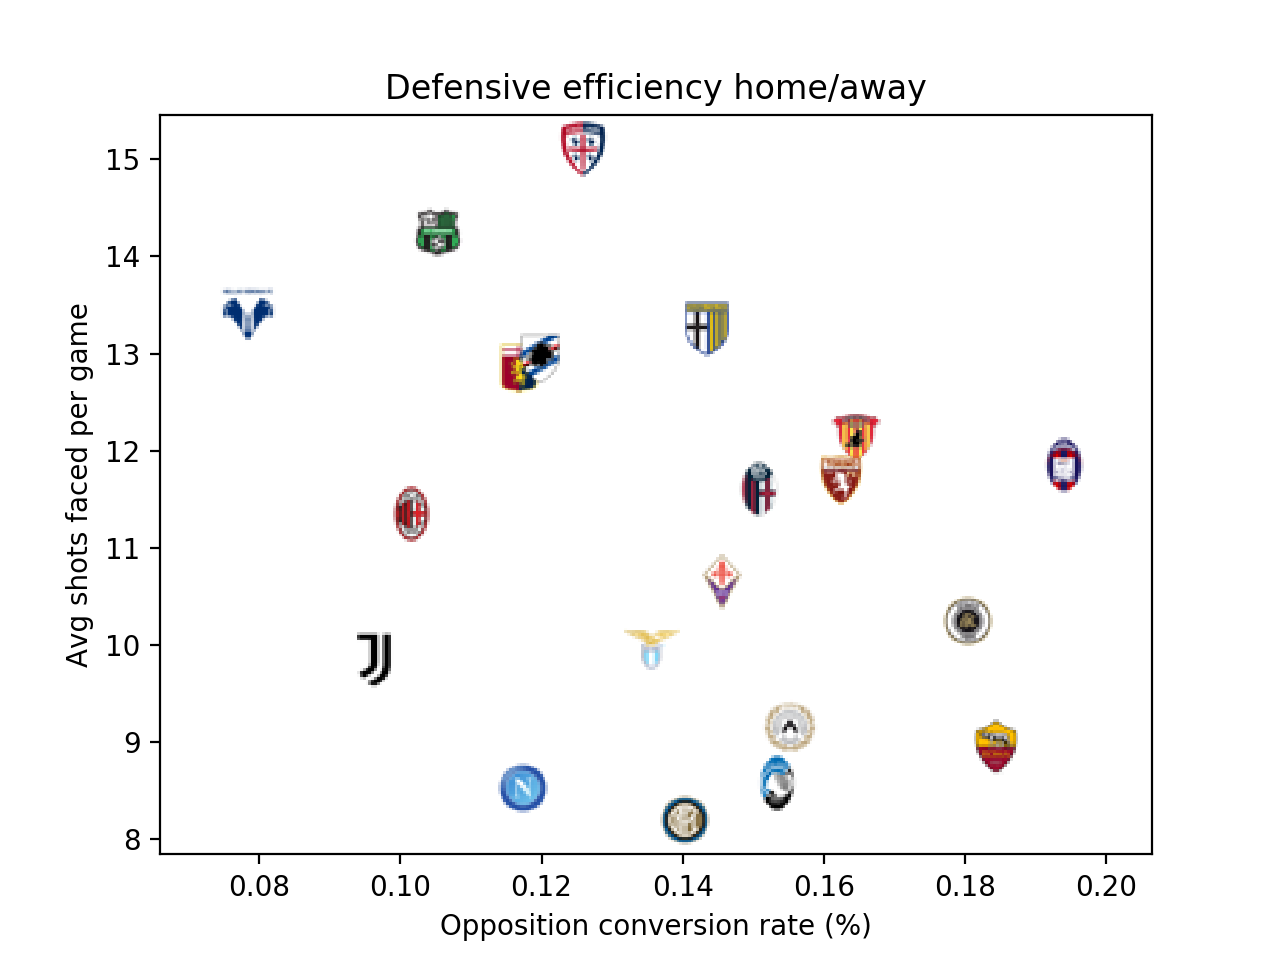 Defensive efficiency home/away
Avg shots faced per game
15
14
13
12
11
10
9
8
0.08 0.10 0.12 0.14 0.16 0.18 0.20
Opposition conversion rate (%)